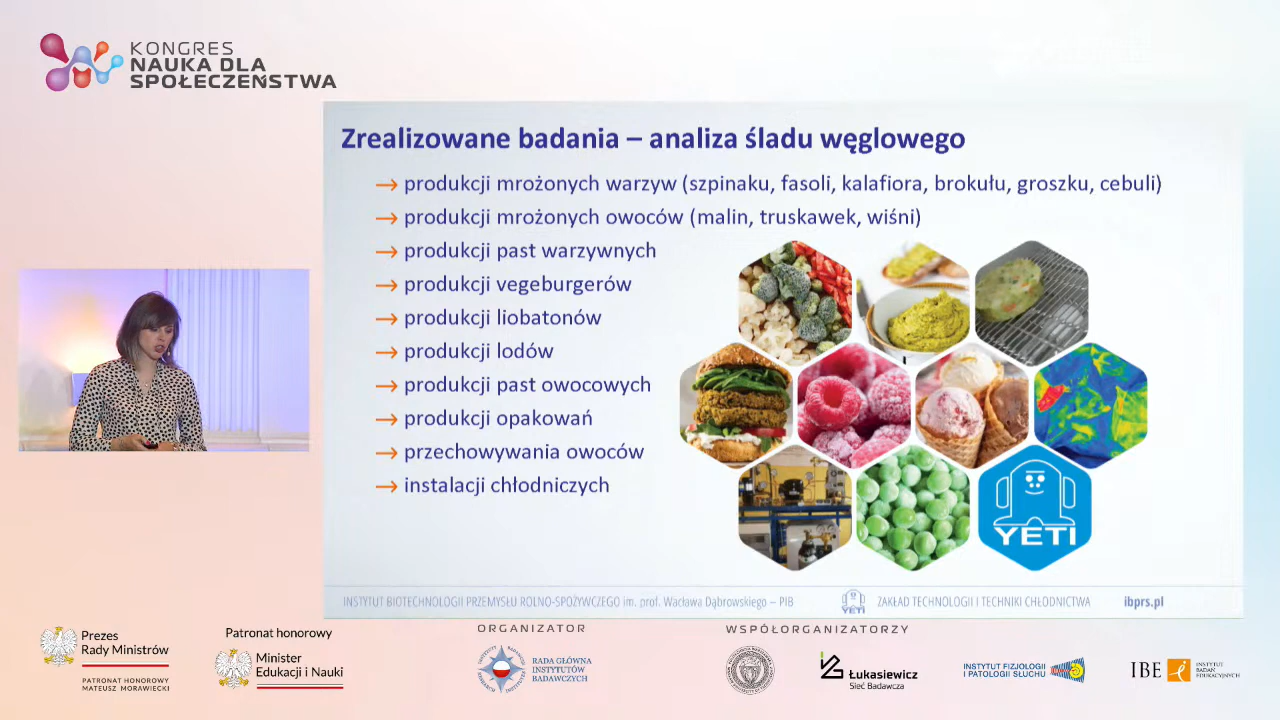 KONGRES
NAUKA DLA
SPOŁECZEŃSTWA
Zrealizowane badania – analiza śladu węglowego
→ produkcji mrożonych warzyw (szpinaku, fasoli, kalafiora, brokułu, groszku, cebuli)
→ produkcji mrożonych owoców (malin, truskawek, wiśni)
→ produkcji past warzywnych
→ produkcji vegeburgerów
→ produkcji liobatonów
→ produkcji lodów
→ produkcji past owocowych
→ produkcji opakowań
→ przechowywania owoców
→ instalacji chłodniczych
YETI
INSTYTUT BIOTECHNOLOGII PRZEMYSŁU ROLNO-SPOŻYWCZEGO im. prof. Wacława Dąbrowskiego – PIB
YETI
ZAKŁAD TECHNOLOGII I TECHNIKI CHŁODNICTWA
ibprs.pl
Prezes
Rady Ministrów
PATRONAT HONOROWY
MATEUSZ MORAWIECKI
Patronat honorowy
Minister
Edukacji i Nauki
ORGANIZATOR
RADA GŁÓWNA
INSTYTUTÓW
BADAWCZYCH
WSPÓŁORGANIZATORZY
Łukasiewicz
Sieć Badawcza
INSTYTUT FIZJOLOGII
I PATOLOGII SŁUCHU
IBE
INSTYTUT
BADAŃ
EDUKACYJNYCH